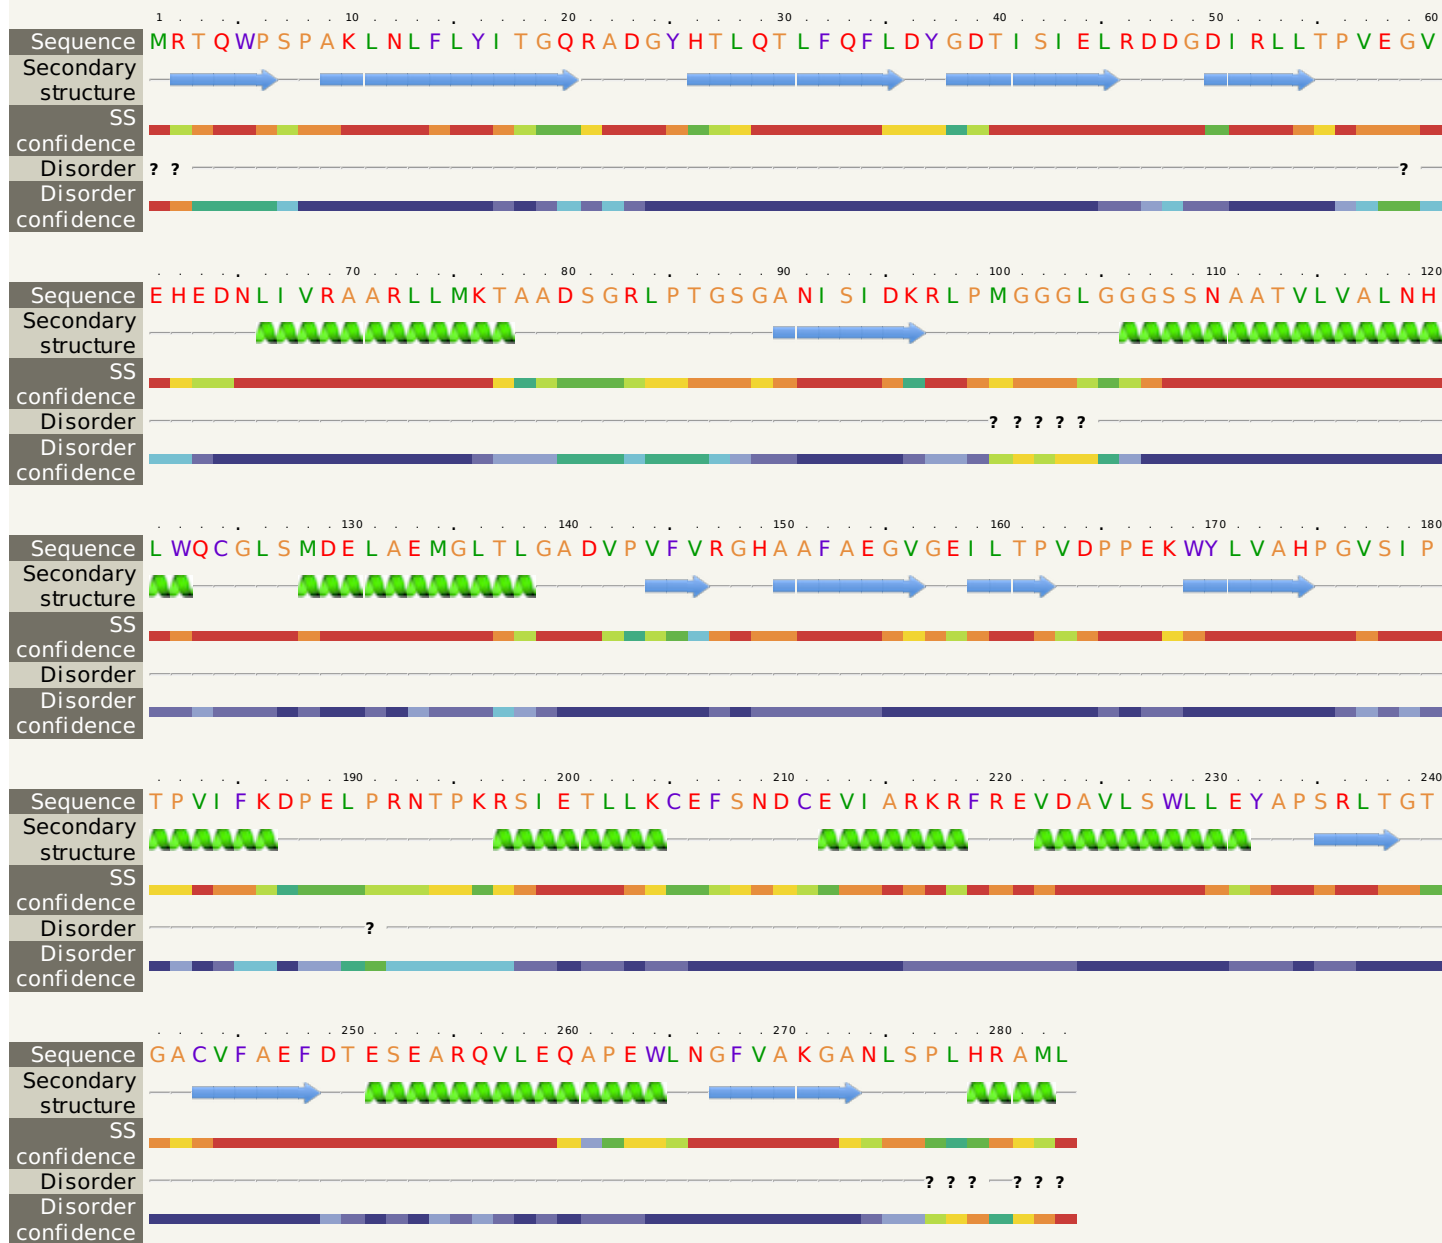 1 10 20 30 40 50 60
Sequence MRTQWPSPAKLNLFLYITGQRADGYHTLQTLFQFLDYGDTISIELRDDGDIRLLTPVEGV
Secondary
structure
SS
confidence
Disorder ? ? ?
Disorder
confidence
70 80 90 100 110 120
Sequence EHEDNLIVRAARLLMKTAADSGRLPTGSGANISIDKRLPMGGGLGGGSSNAATVLVALNH
Secondary
structure
SS
confidence
Disorder ? ? ? ? ?
Disorder
confidence
130 140 150 160 170 180
Sequence LWQCGLSMDELAEMGLTLGADVPVFVRGHAAFAEGVGEILTPVDPPEKWYLVAHPGVSIP
Secondary
structure
SS
confidence
Disorder
Disorder
confidence
190 200 210 220 230 240
Sequence TPVIFKDPELPRNTPKRSIETLLKCEFSNDCEVIARKRFREVDAVLSWLLEYAPSRLTGT
Secondary
structure
SS
confidence
Disorder ?
Disorder
confidence
250 260 270 280
Sequence GACVFAEFDTESEARQVLEQAPEWLNGFVAKGANLSPLHRAML
Secondary
structure
SS
confidence
Disorder ? ? ? ? ? ?
Disorder
confidence